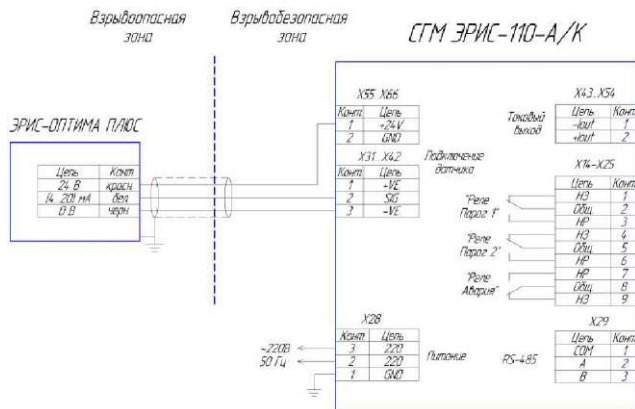 Взрывоопасная зона
Взрывобезопасная зона
СГМ ЭРИС-110-А/К
ЭРИС-ОПТИМА ПЛЮС
Цепь Конт
24 В красн
(4..20) мА бел
0 В черн
X55..X66
Конт Цепь
1 +24V
2 GND
X31..X42
Конт Цепь
1 -VE
2 SIG
3 -VE
Подключение датчика
X28
Конт Цепь
3 220
2 220
1 GND
~220В
50 Гц
Питание
X43..X54
Токовый выход
Цепь Конт
-Iout 1
+Iout 2
X14-X25
Цепь Конт
НЗ 1
Общ 2
НР 3
НЗ 4
Общ 5
НР 6
НР 7
Общ 8
НЗ 9
"Реле Порог 1"
"Реле Порог 2"
"Реле Авария"
X29
RS-485
Цепь Конт
COM 1
A 2
B 3